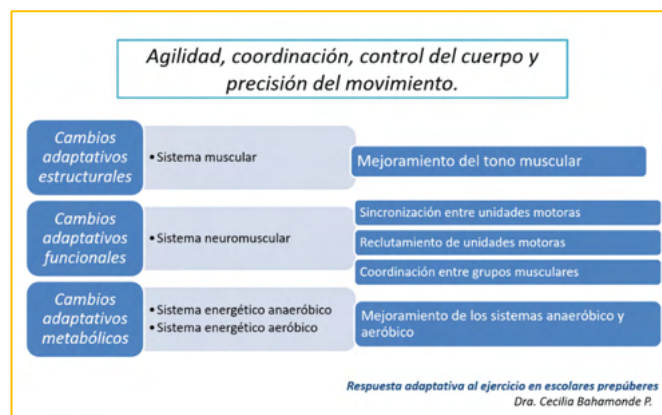 Agilidad, coordinación, control del cuerpo y
precisión del movimiento.
Cambios
adaptativos
estructurales
• Sistema muscular
Mejoramiento del tono muscular
Cambios
adaptativos
funcionales
• Sistema neuromuscular
Sincronización entre unidades motoras
Reclutamiento de unidades motoras
Coordinación entre grupos musculares
Cambios
adaptativos
metabólicos
• Sistema energético anaeróbico
• Sistema energético aeróbico
Mejoramiento de los sistemas anaeróbico y
aeróbico
Respuesta adaptativa al ejercicio en escolares prepúberes
Dra. Cecilia Bahamonde P.